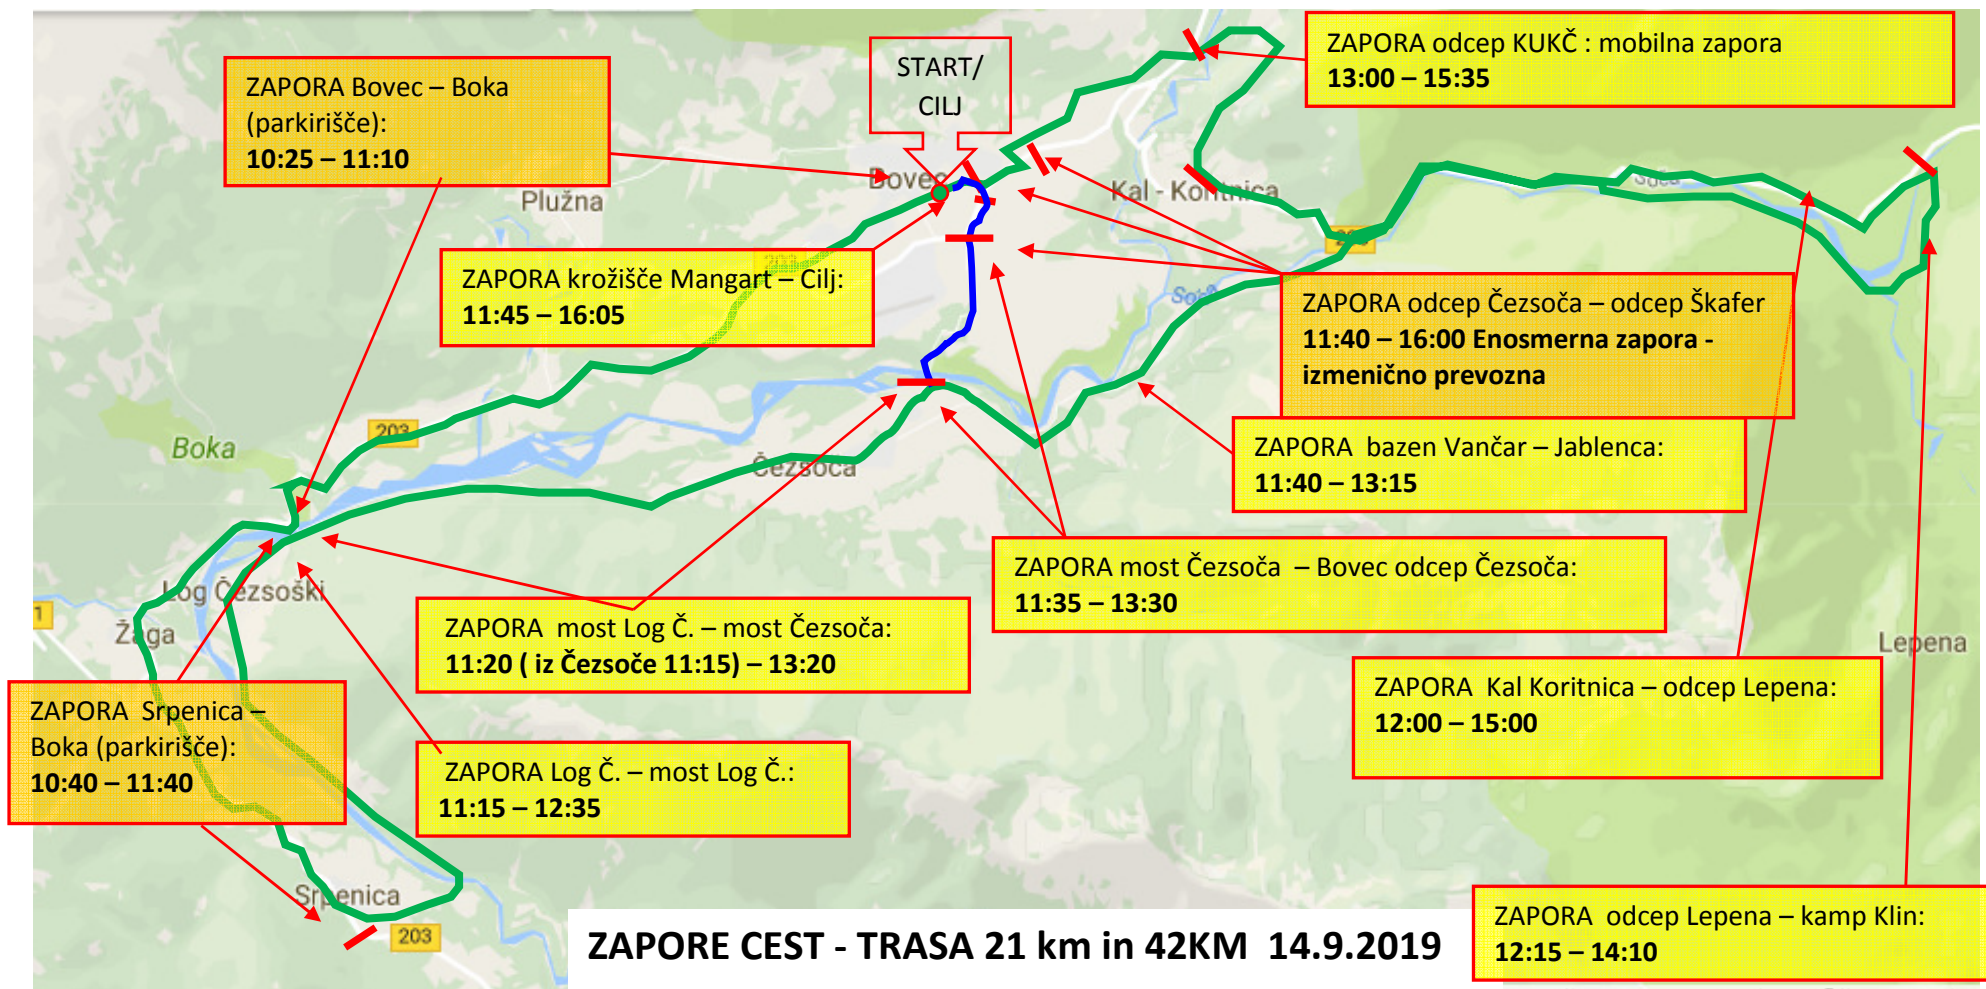 ZAPORA odcep KUKČ : mobilna zapora
13:00 – 15:35
START/
CILJ
ZAPORA Bovec – Boka
(parkirišče):
10:25 – 11:10
Bovec
Plužna
Kal - Koritnica
Soča
ZAPORA krožišče Mangart – Cilj:
11:45 – 16:05
Soča
ZAPORA odcep Čezsoča – odcep Škafer
11:40 – 16:00 Enosmerna zapora -
izmenično prevozna
203
Boka
Čezsoča
ZAPORA bazen Vančar – Jablenca:
11:40 – 13:15
ZAPORA most Čezsoča – Bovec odcep Čezsoča:
11:35 – 13:30
Log Čezsoški
1
Žaga
ZAPORA most Log Č. – most Čezsoča:
11:20 ( iz Čezsoče 11:15) – 13:20
Lepena
ZAPORA Kal Koritnica – odcep Lepena:
12:00 – 15:00
ZAPORA Srpenica –
Boka (parkirišče):
10:40 – 11:40
ZAPORA Log Č. – most Log Č.:
11:15 – 12:35
Srpenica
203
ZAPORE CEST - TRASA 21 km in 42KM 14.9.2019
ZAPORA odcep Lepena – kamp Klin:
12:15 – 14:10